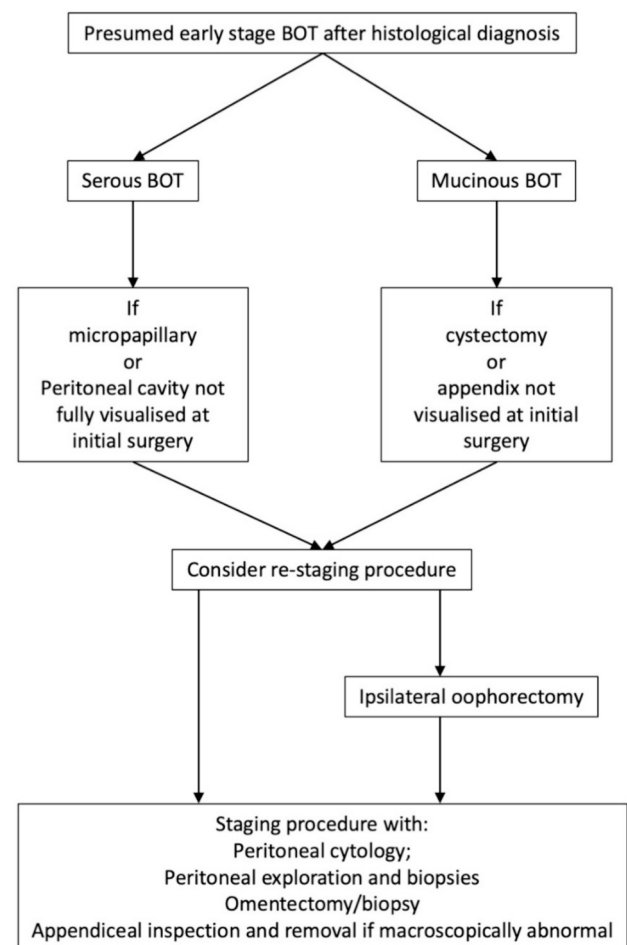 Presumed early stage BOT after histological diagnosis
Serous BOT
Mucinous BOT
If
micropapillary
or
Peritoneal cavity not
fully visualised at
initial surgery
If
cystectomy
or
appendix not
visualised at initial
surgery
Consider re-staging procedure
Ipsilateral oophorectomy
Staging procedure with:
Peritoneal cytology;
Peritoneal exploration and biopsies
Omentectomy/biopsy
Appendiceal inspection and removal if macroscopically abnormal